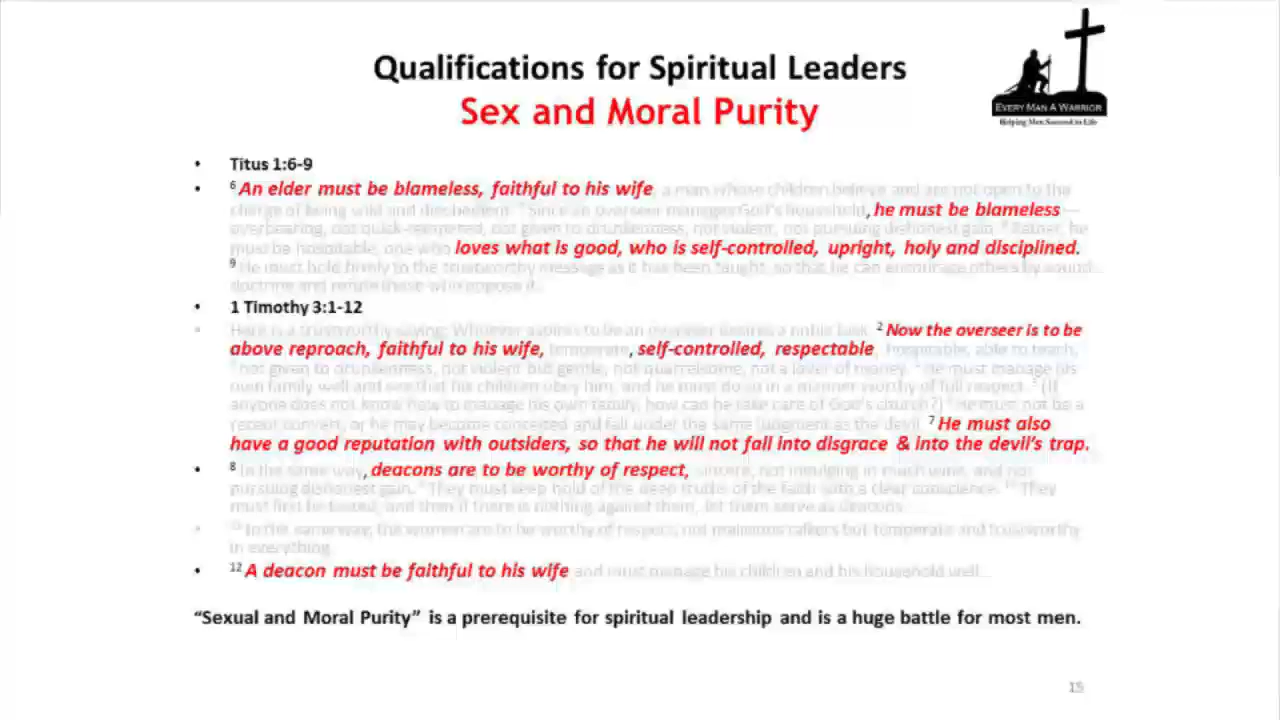 Qualifications for Spiritual Leaders
Sex and Moral Purity
EVERY MAN A WARRIOR
Helping Men Succeed in Life
• Titus 1:6-9
• 6 An elder must be blameless, faithful to his wife, a man whose children believe and are not open to the
charge of being wild and disobedient. 7 Since an overseer manages God's household, he must be blameless—
overbearing, not quick-tempered, not given to drunkenness, not violent, not pursuing dishonest gain. 8 Rather, he
must be hospitable, one who loves what is good, who is self-controlled, upright, holy and disciplined.
9 He must hold firmly to the trustworthy message as it has been taught, so that he can encourage others by sound
doctrine and refute those who oppose it.
• 1 Timothy 3:1-12
• Here is a trustworthy saying: Whoever aspires to be an overseer desires a noble task. 2 Now the overseer is to be
above reproach, faithful to his wife, temperate, self-controlled, respectable, hospitable, able to teach,
3 not given to drunkenness, not violent but gentle, not quarrelsome, not a lover of money. 4 He must manage his
own family well and see that his children obey him, and he must do so in a manner worthy of full respect. 5 (If
anyone does not know how to manage his own family, how can he take care of God's church?) 6 He must not be a
recent convert, or he may become conceited and fall under the same judgment as the devil. 7 He must also
have a good reputation with outsiders, so that he will not fall into disgrace & into the devil's trap.
• 8 In the same way, deacons are to be worthy of respect, sincere, not indulging in much wine, and not
pursuing dishonest gain. 9 They must keep hold of the deep truths of the faith with a clear conscience. 10 They
must first be tested; and then if there is nothing against them, let them serve as deacons.
• 11 In the same way, the women are to be worthy of respect, not malicious talkers but temperate and trustworthy
in everything.
• 12 A deacon must be faithful to his wife and must manage his children and his household well.
“Sexual and Moral Purity” is a prerequisite for spiritual leadership and is a huge battle for most men.
15